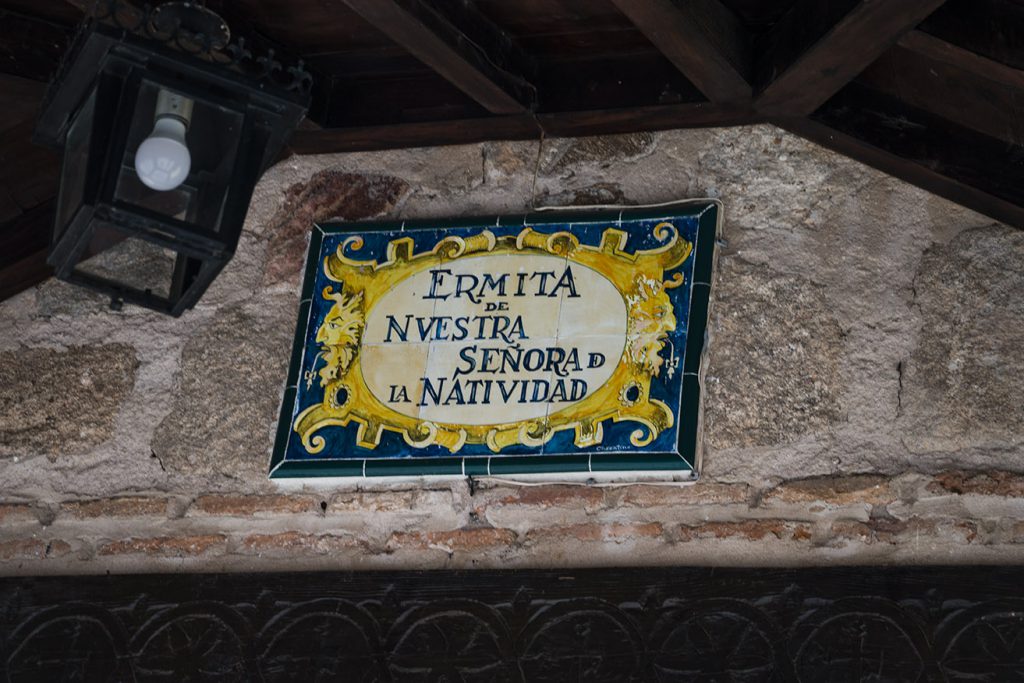 ERMITA
DE
NVESTRA
SEÑORA D
LA NATIVIDAD